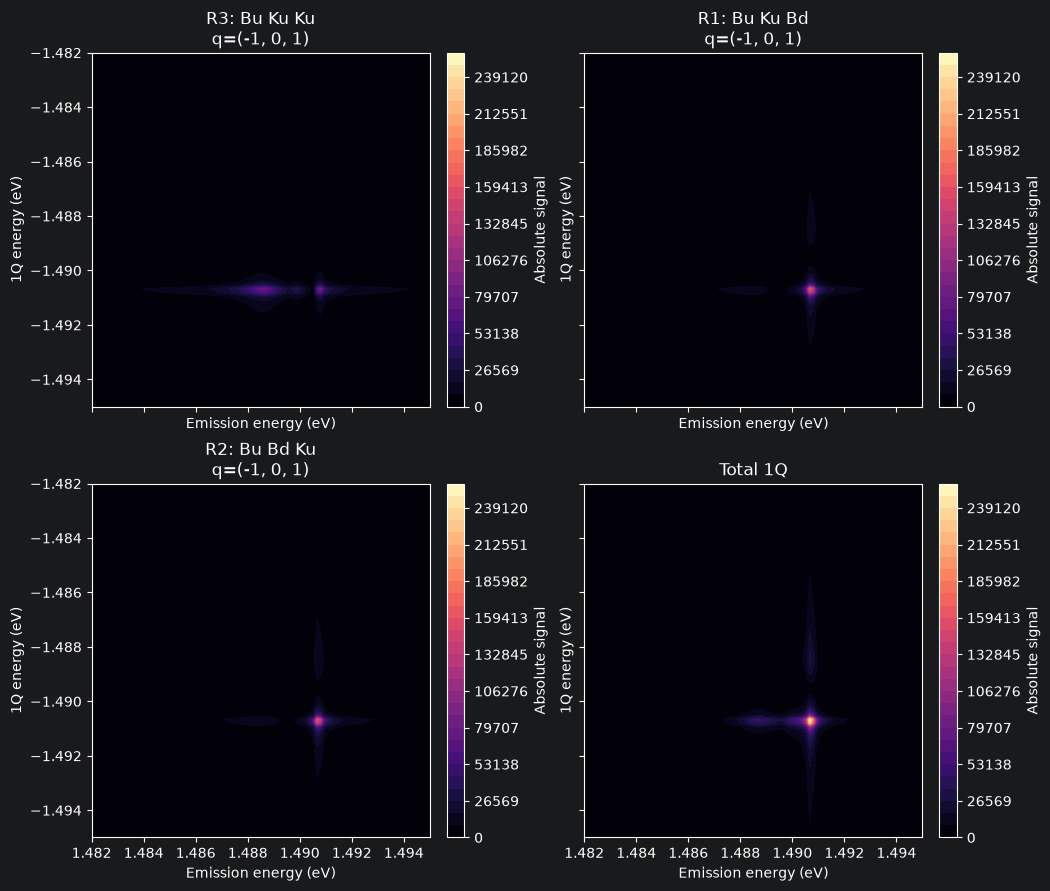 R3: Bu Ku Ku
q=(-1, 0, 1)
−1.482
−1.484
−1.486
−1.488
−1.490
−1.492
−1.494
1Q energy (eV)
Emission energy (eV)
239120
212551
185982
159413
132845
106276
79707
53138
26569
0
Absolute signal
R1: Bu Ku Bd
q=(-1, 0, 1)
1Q energy (eV)
Emission energy (eV)
239120
212551
185982
159413
132845
106276
79707
53138
26569
0
Absolute signal
R2: Bu Bd Ku
q=(-1, 0, 1)
−1.482
−1.484
−1.486
−1.488
−1.490
−1.492
−1.494
1Q energy (eV)
1.482 1.484 1.486 1.488 1.490 1.492 1.494
Emission energy (eV)
239120
212551
185982
159413
132845
106276
79707
53138
26569
0
Absolute signal
Total 1Q
1Q energy (eV)
1.482 1.484 1.486 1.488 1.490 1.492 1.494
Emission energy (eV)
239120
212551
185982
159413
132845
106276
79707
53138
26569
0
Absolute signal